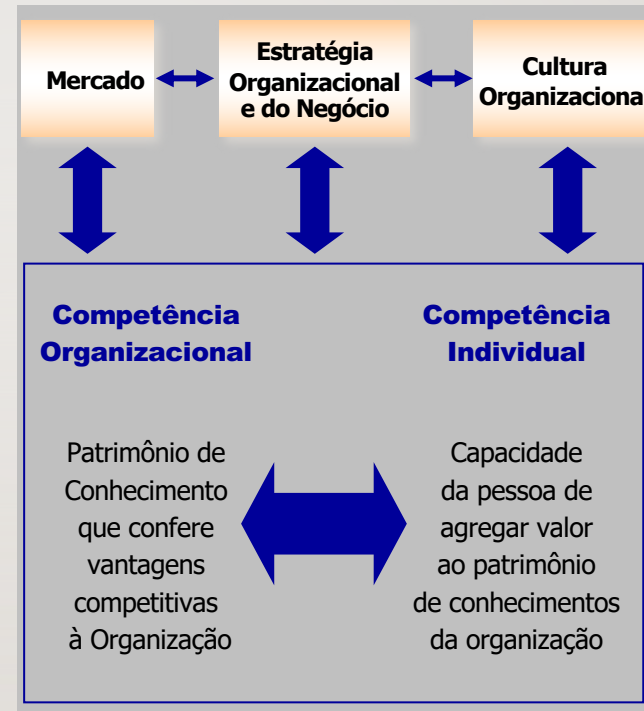 Mercado
Estratégia
Organizacional
e do Negócio
Cultura
Organizaciona
Competência
Organizacional
Patrimônio de
Conhecimento
que confere
vantagens
competitivas
à Organização
Competência
Individual
Capacidade
da pessoa de
agregar valor
ao patrimônio
de conhecimentos
da organização